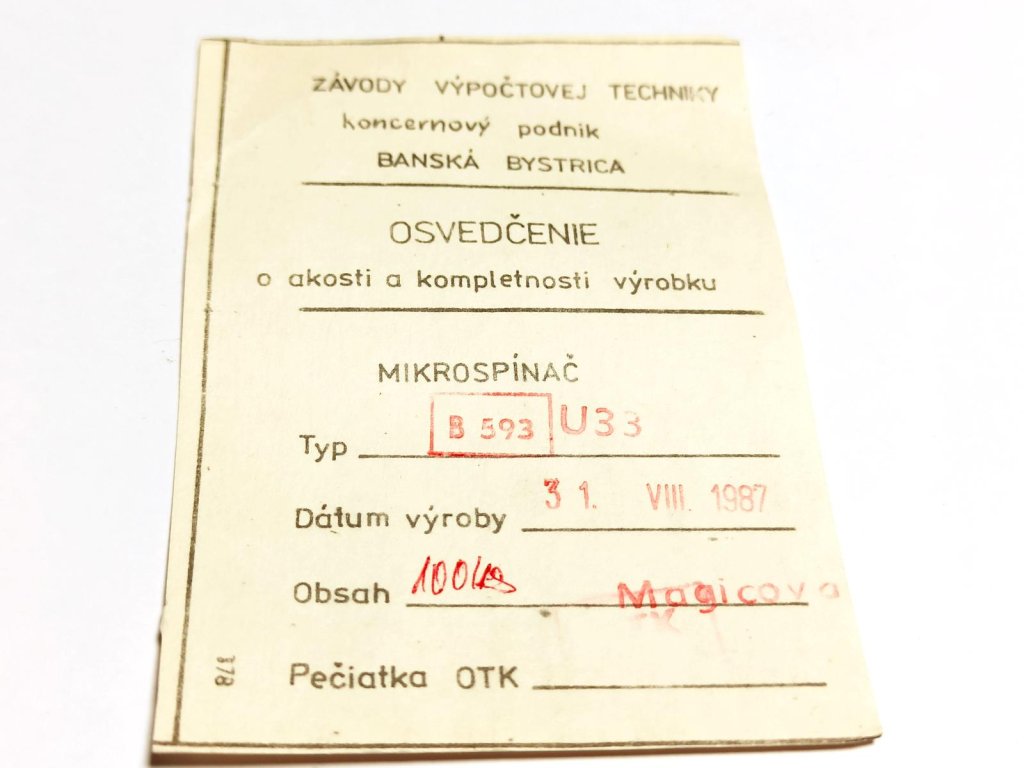 ZÁVODY VÝPOČTOVEJ TECHNIKY
koncernový podnik
BANSKÁ BYSTRICA
OSVEDČENIE
o akosti a kompletnosti výrobku
MIKROSPÍNAČ
Typ B 593 U33
Dátum výroby 31. VIII. 1987
Obsah 100ks Magicova
Pečiatka OTK
378